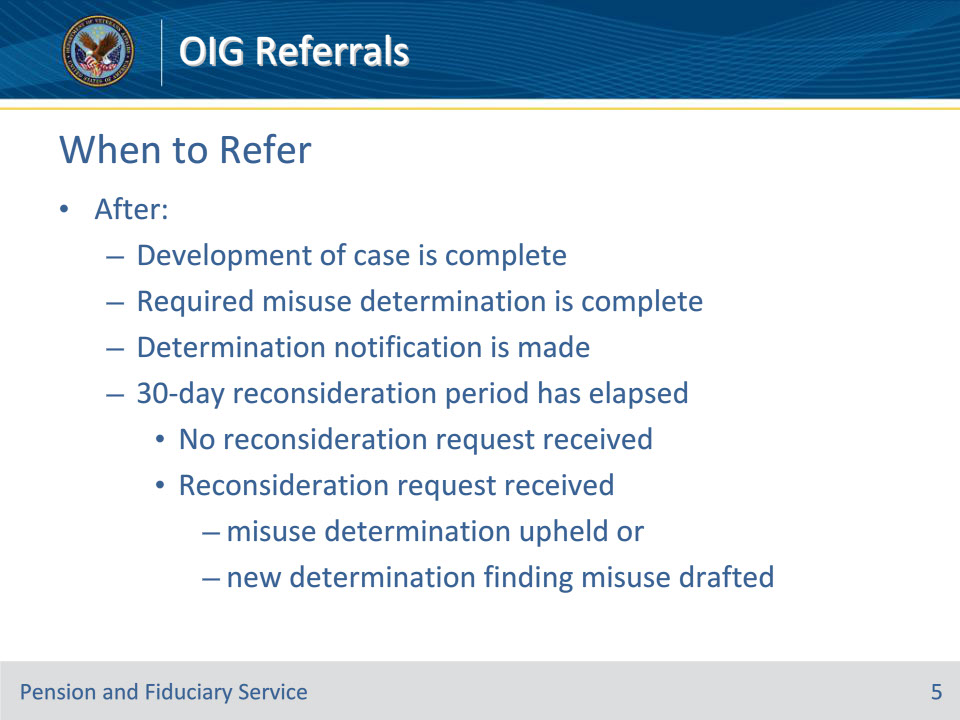 OIG Referrals
When to Refer
• After:
– Development of case is complete
– Required misuse determination is complete
– Determination notification is made
– 30-day reconsideration period has elapsed
• No reconsideration request received
• Reconsideration request received
– misuse determination upheld or
– new determination finding misuse drafted
Pension and Fiduciary Service
5